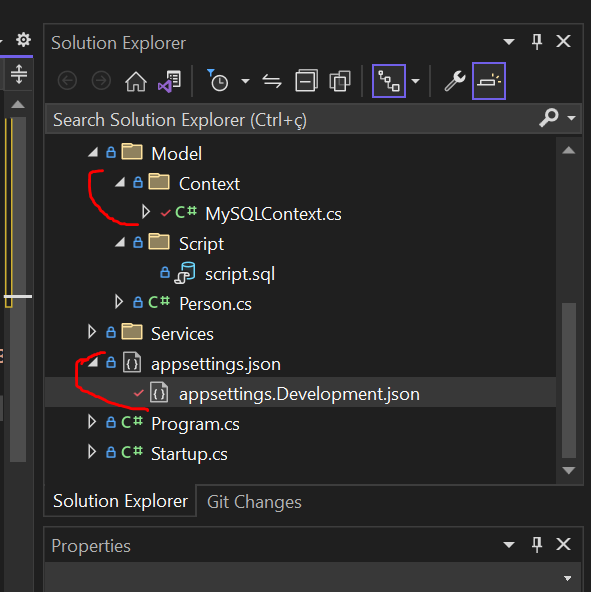 Solution Explorer
Search Solution Explorer (Ctrl+ç)
Model
Context
C# MySQLContext.cs
Script
script.sql
C# Person.cs
Services
appsettings.json
appsettings.Development.json
C# Program.cs
C# Startup.cs
Solution Explorer Git Changes
Properties